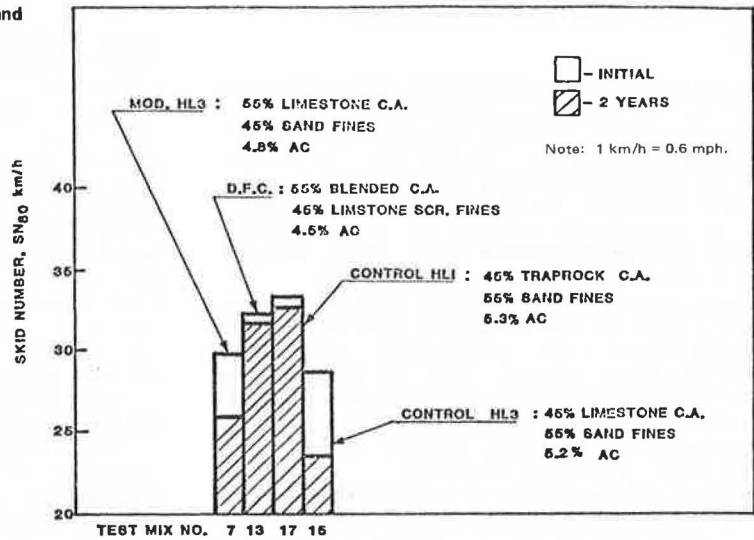 and
- INITIAL
- 2 YEARS
Note: 1 km/h = 0.6 mph.
MOD. HL3 : 55% LIMESTONE C.A.
45% SAND FINES
4.8% AC
D.F.C. : 55% BLENDED C.A.
45% LIMSTONE SCR. FINES
4.5% AC
CONTROL HL1 : 45% TRAPROCK C.A.
55% SAND FINES
5.3% AC
CONTROL HL3 : 45% LIMESTONE C.A.
55% SAND FINES
5.2% AC
SKID NUMBER, SN80 km/h
40
35
30
25
20
TEST MIX NO. 7 13 17 15